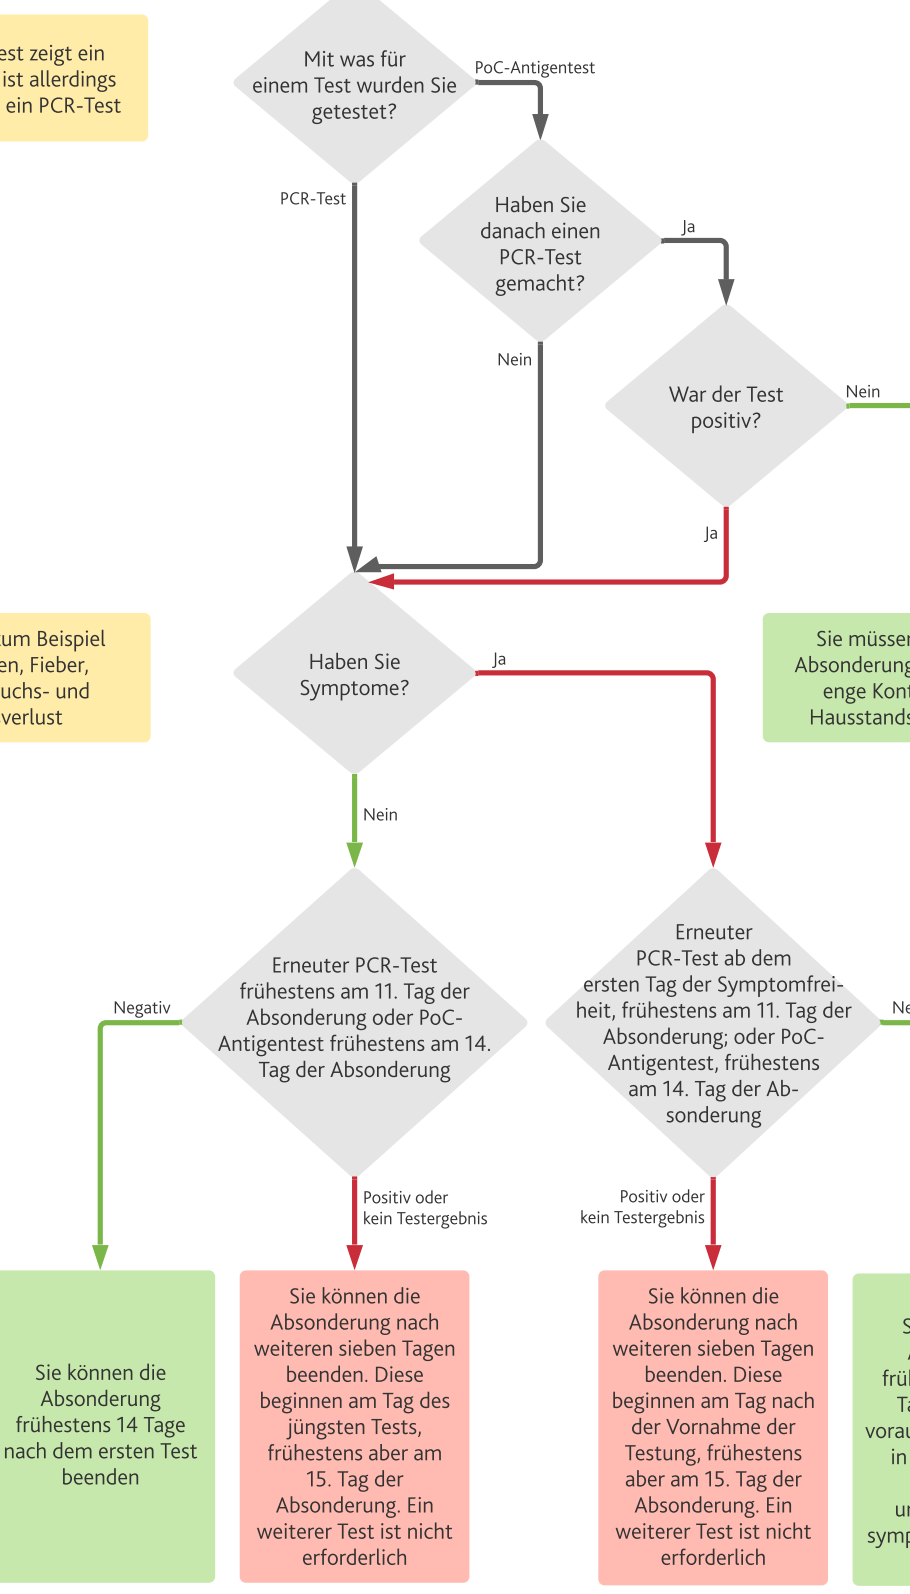 est zeigt ein
ist allerdings
ein PCR-Test
Mit was für
einem Test wurden Sie
getestet?
PoC-Antigentest
PCR-Test
Haben Sie
danach einen
PCR-Test
gemacht?
Ja
Nein
War der Test
positiv?
Nein
Ja
zum Beispiel
en, Fieber,
uchs- und
verlust
Haben Sie
Symptome?
Ja
Sie müssen
Absonderung
enge Kont
Hausstands
Nein
Erneuter PCR-Test
frühestens am 11. Tag der
Absonderung oder PoC-
Antigentest frühestens am 14.
Tag der Absonderung
Negativ
Erneuter
PCR-Test ab dem
ersten Tag der Symptomfrei-
heit, frühestens am 11. Tag der
Absonderung; oder PoC-
Antigentest, frühestens
am 14. Tag der Ab-
sonderung
Ne
Positiv oder
kein Testergebnis
Positiv oder
kein Testergebnis
Sie können die
Absonderung
frühestens 14 Tage
nach dem ersten Test
beenden
Sie können die
Absonderung nach
weiteren sieben Tagen
beenden. Diese
beginnen am Tag des
jüngsten Tests,
frühestens aber am
15. Tag der
Absonderung. Ein
weiterer Test ist nicht
erforderlich
Sie können die
Absonderung nach
weiteren sieben Tagen
beenden. Diese
beginnen am Tag nach
der Vornahme der
Testung, frühestens
aber am 15. Tag der
Absonderung. Ein
weiterer Test ist nicht
erforderlich
S
frül
Ta
vorau
in
un
symp